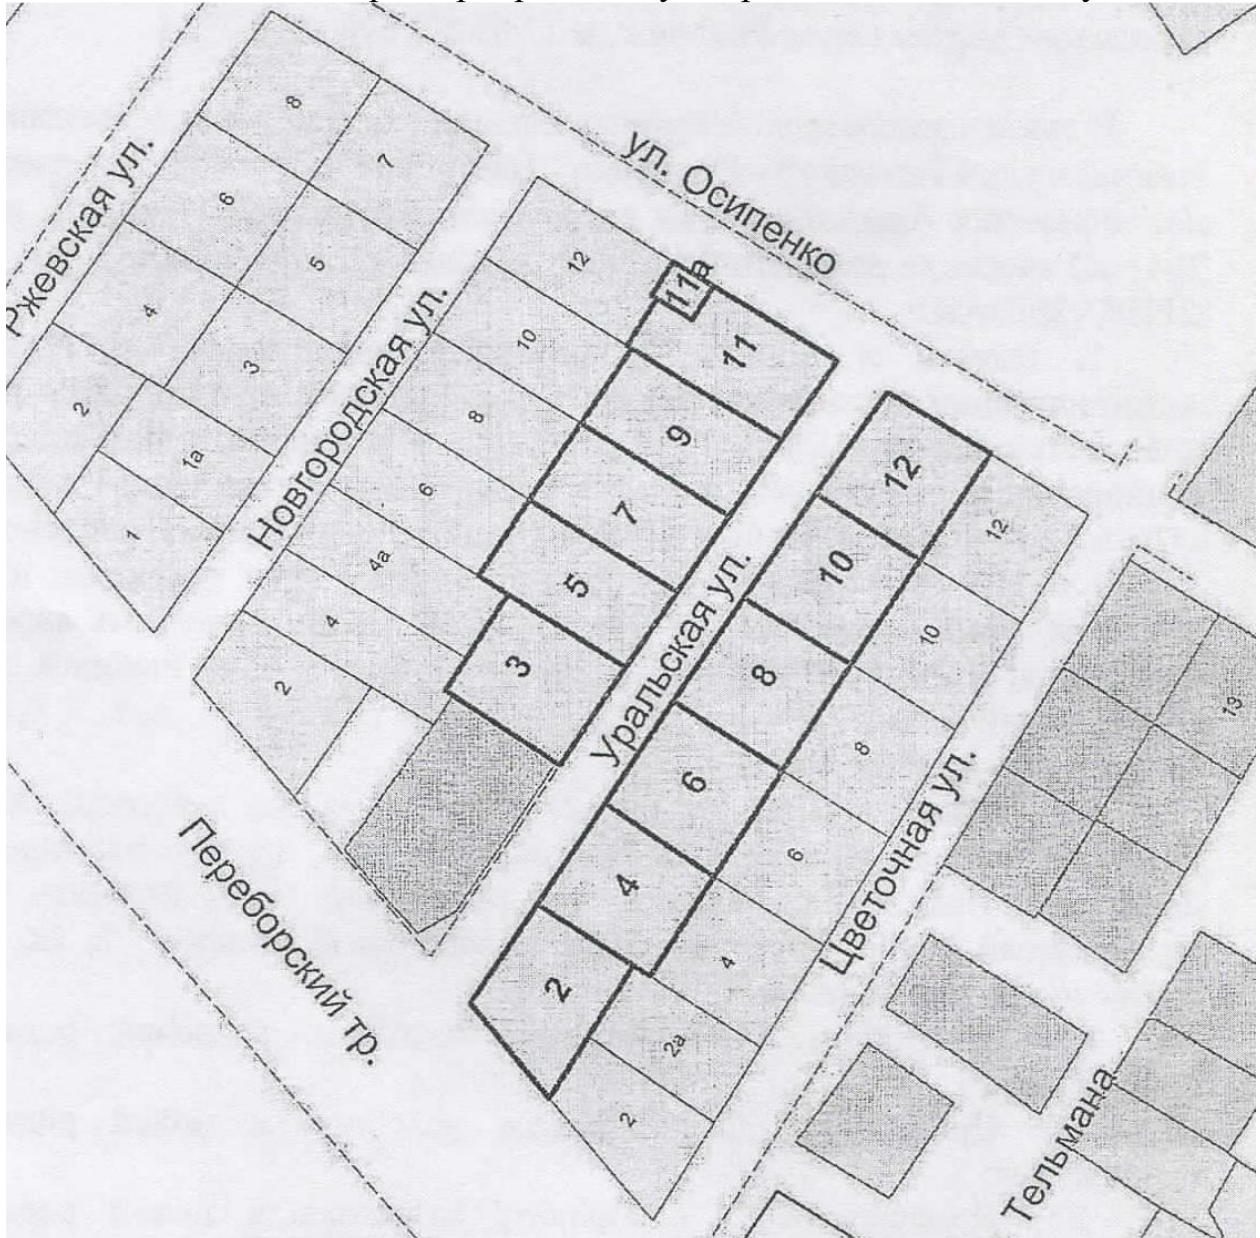 ул. Осипенко
Ржевская ул.
8
7
6
5
4
3
2
1а
1
Новгородская ул.
12
10
8
6
4а
4
2
11а
11
9
7
5
3
Уральская ул.
12
10
8
6
4
2
12
10
8
6
4
2а
2
Цветочная ул.
13
Переборский тр.
Тельмана